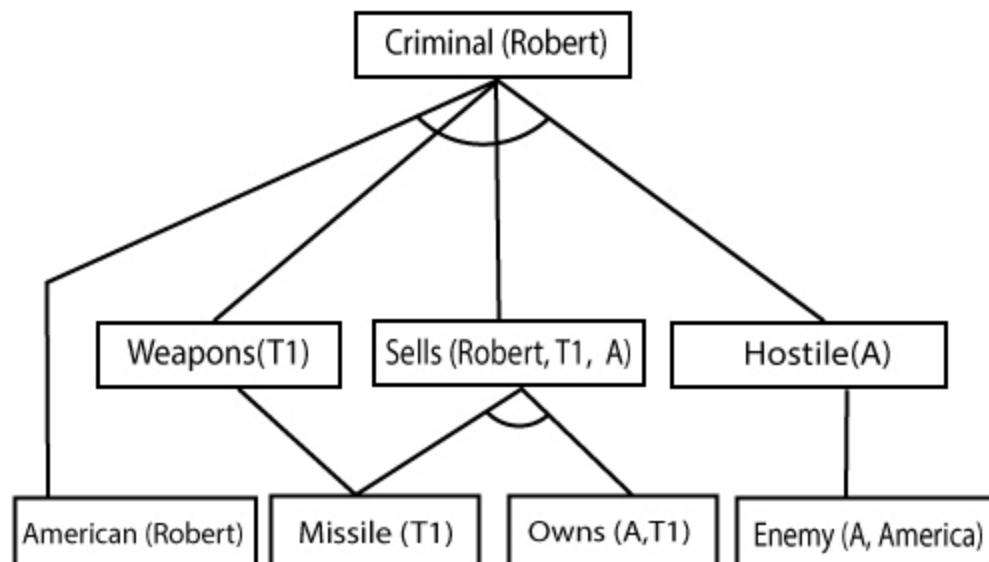 Criminal (Robert)
Weapons(T1)
Sells (Robert, T1, A)
Hostile(A)
American (Robert)
Missile (T1)
Owns (A,T1)
Enemy (A, America)